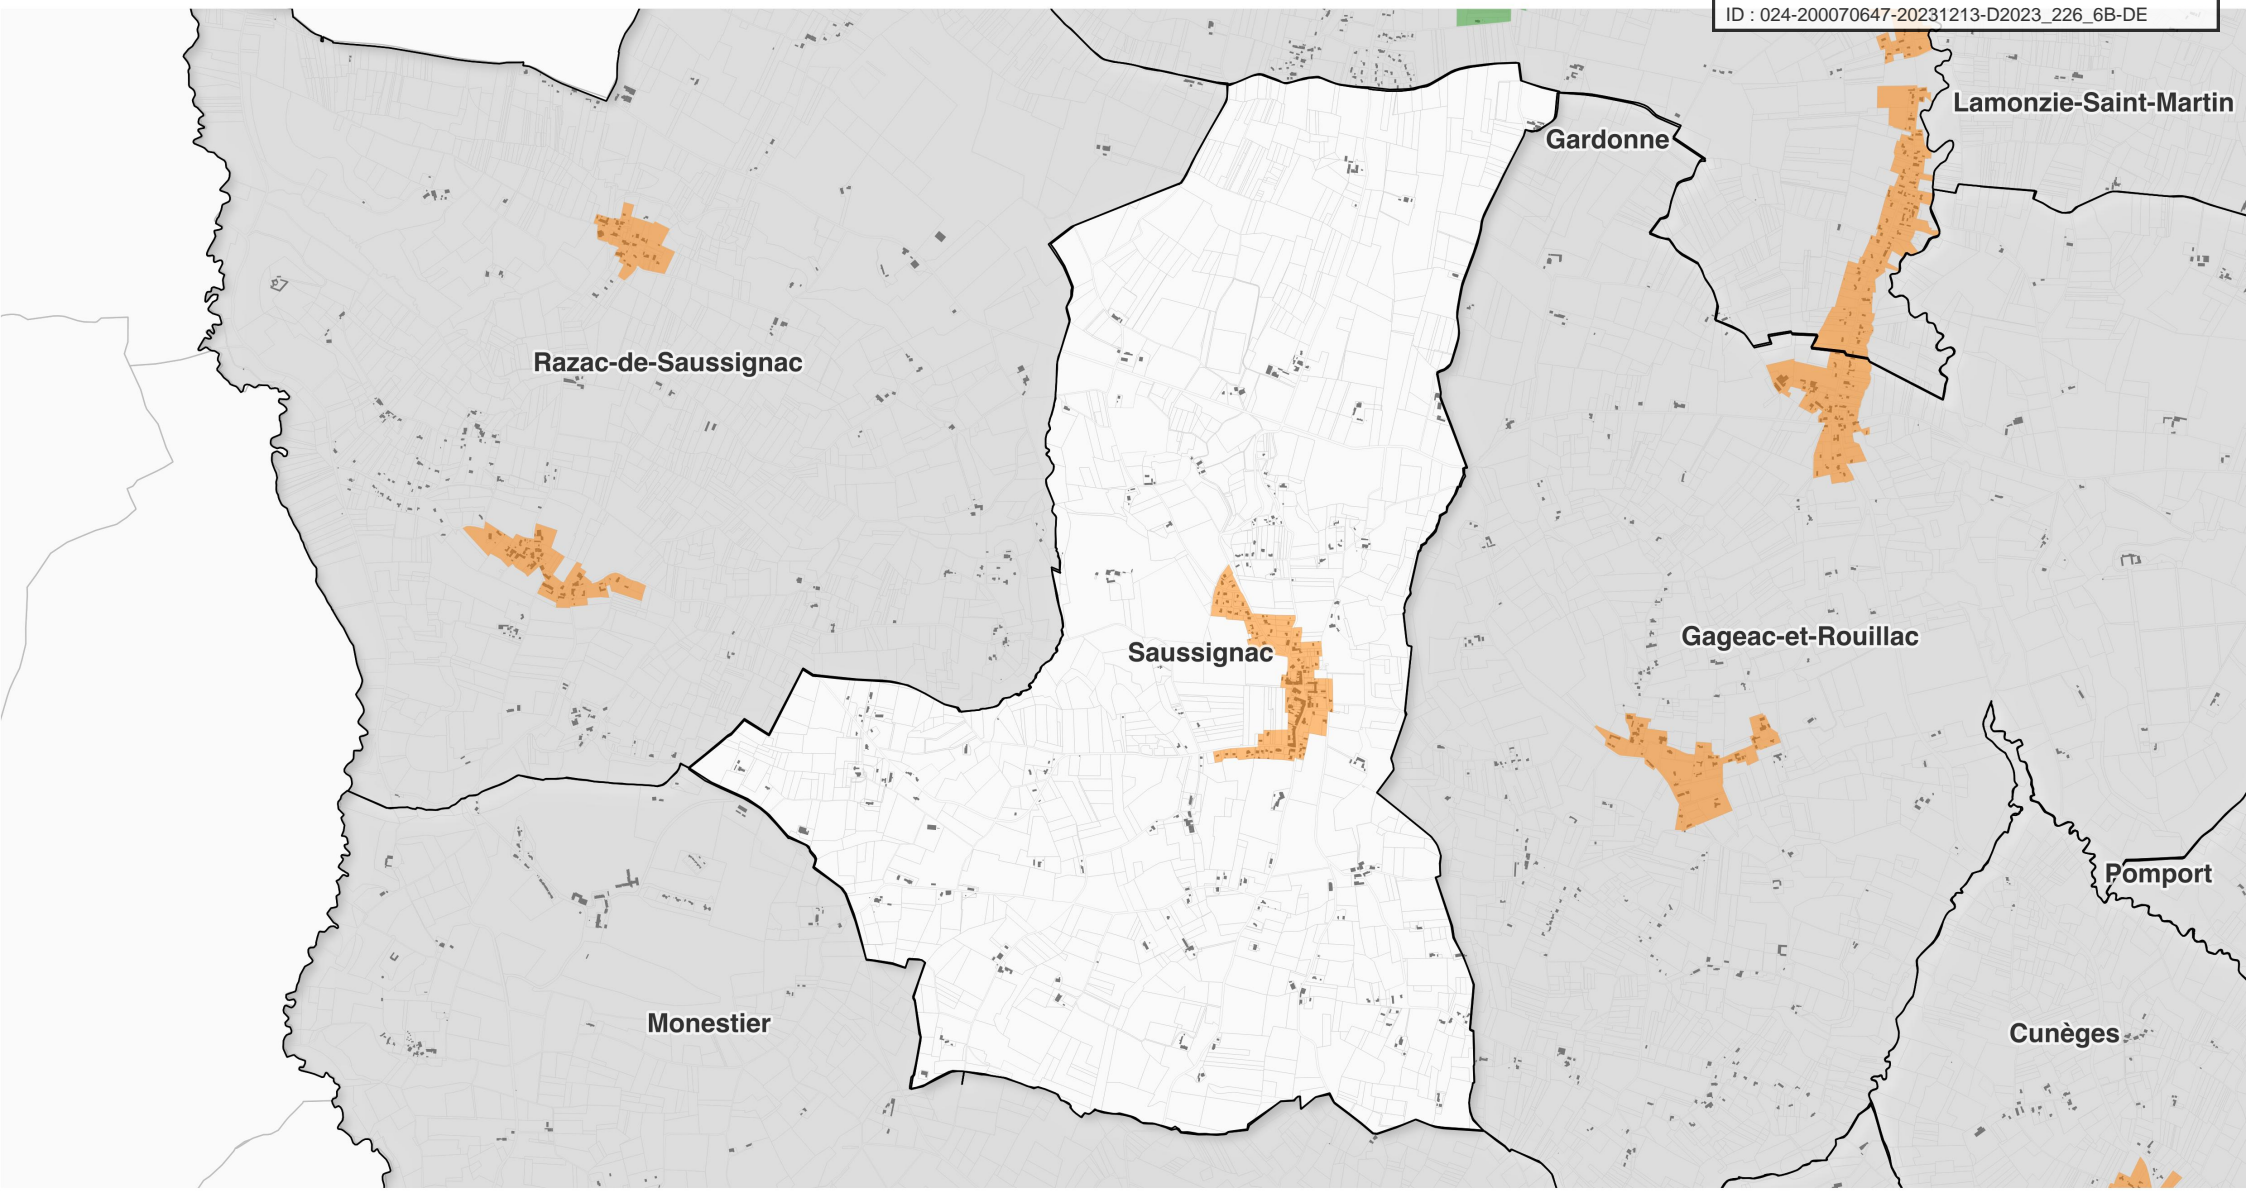 ID : 024-200070647-20231213-D2023_226_6B-DE
Lamonzie-Saint-Martin
Gardonne
Razac-de-Saussignac
Gageac-et-Rouillac
Saussignac
Pomport
Monestier
Cunèges